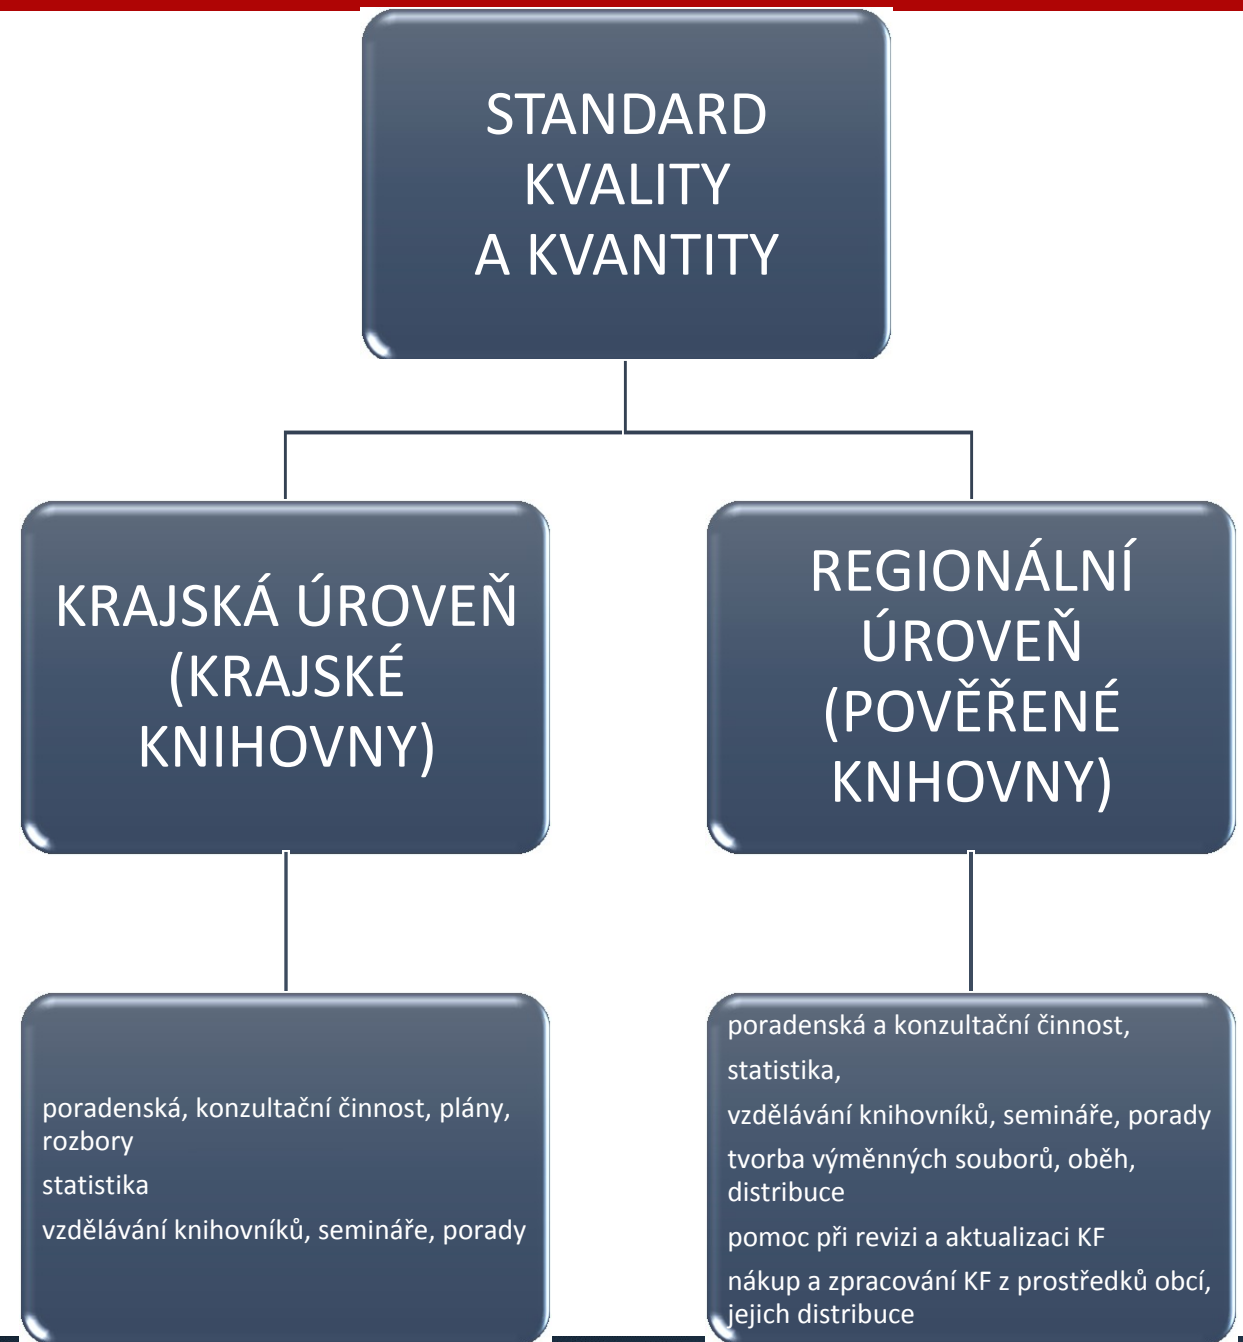 STANDARD
KVALITY
A KVANTITY
KRAJSKÁ ÚROVEŇ
(KRAJSKÉ
KNIHOVNY)
REGIONÁLNÍ
ÚROVEŇ
(POVĚŘENÉ
KNHOVNY)
poradenská, konzultační činnost, plány,
rozbory
statistika
vzdělávání knihovníků, semináře, porady
poradenská a konzultační činnost,
statistika,
vzdělávání knihovníků, semináře, porady
tvorba výměnných souborů, oběh,
distribuce
pomoc při revizi a aktualizaci KF
nákup a zpracování KF z prostředků obcí,
jejich distribuce